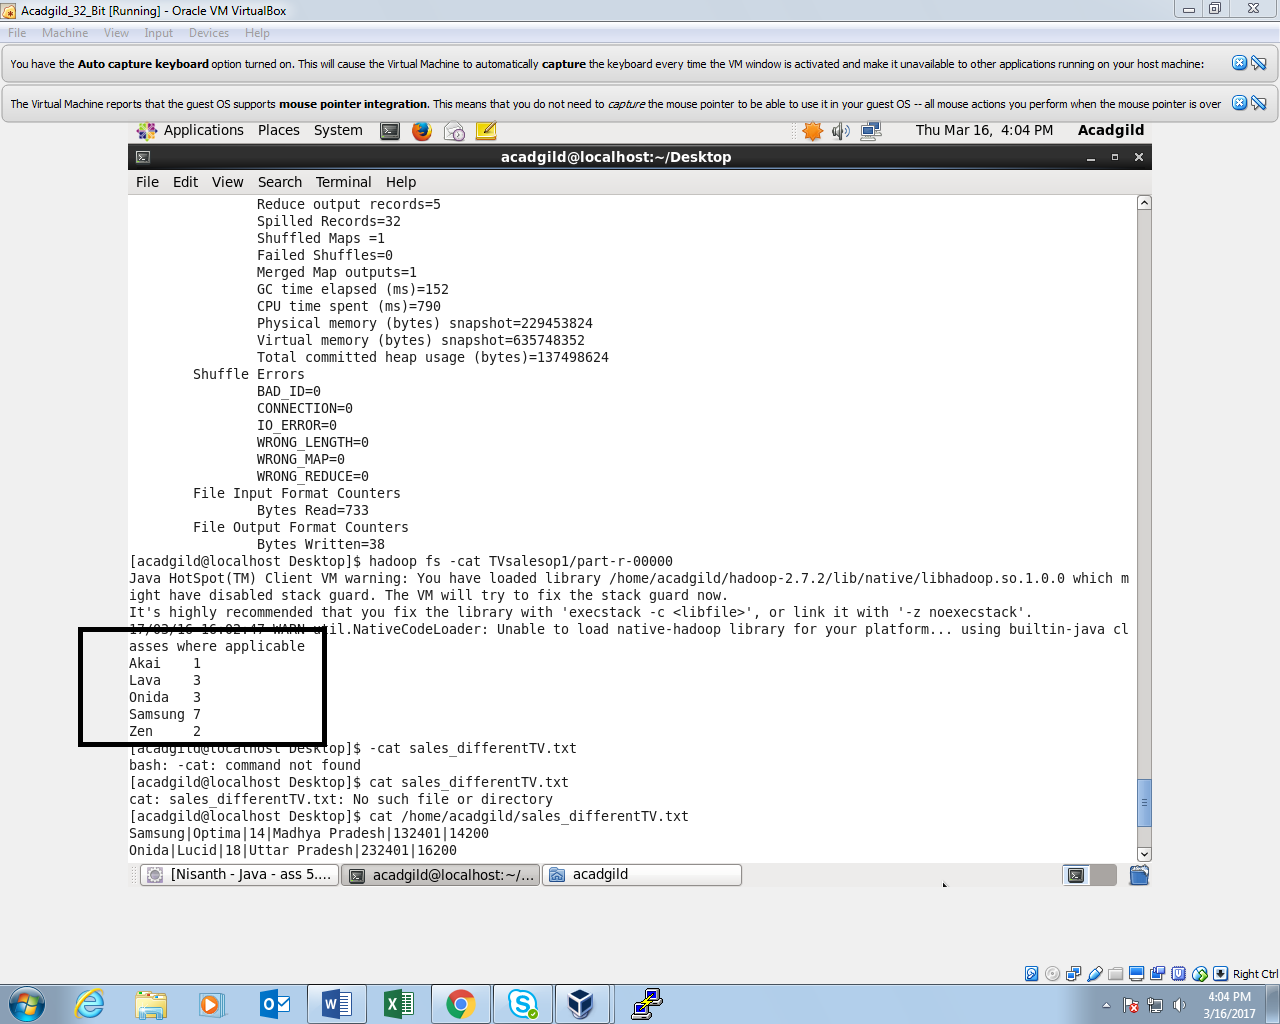 Acadgild_32_Bit [Running] - Oracle VM VirtualBox
File Machine View Input Devices Help
You have the Auto capture keyboard option turned on. This will cause the Virtual Machine to automatically capture the keyboard every time the VM window is activated and make it unavailable to other applications running on your host machine:
The Virtual Machine reports that the guest OS supports mouse pointer integration. This means that you do not need to capture the mouse pointer to be able to use it in your guest OS -- all mouse actions you perform when the mouse pointer is over
Applications Places System Thu Mar 16, 4:04 PM Acadgild
acadgild@localhost:~/Desktop
File Edit View Search Terminal Help
Reduce output records=5
Spilled Records=32
Shuffled Maps =1
Failed Shuffles=0
Merged Map outputs=1
GC time elapsed (ms)=152
CPU time spent (ms)=790
Physical memory (bytes) snapshot=229453824
Virtual memory (bytes) snapshot=635748352
Total committed heap usage (bytes)=137498624
Shuffle Errors
BAD_ID=0
CONNECTION=0
IO_ERROR=0
WRONG_LENGTH=0
WRONG_MAP=0
WRONG_REDUCE=0
File Input Format Counters
Bytes Read=733
File Output Format Counters
Bytes Written=38
[acadgild@localhost Desktop]$ hadoop fs -cat TVsalesop1/part-r-00000
Java HotSpot(TM) Client VM warning: You have loaded library /home/acadgild/hadoop-2.7.2/lib/native/libhadoop.so.1.0.0 which m
ight have disabled stack guard. The VM will try to fix the stack guard now.
It's highly recommended that you fix the library with 'execstack -c <libfile>', or link it with '-z noexecstack'.
17/03/16 16:02:47 WARN util.NativeCodeLoader: Unable to load native-hadoop library for your platform... using builtin-java cl
asses where applicable
Akai 1
Lava 3
Onida 3
Samsung 7
Zen 2
[acadgild@localhost Desktop]$ -cat sales_differentTV.txt
bash: -cat: command not found
[acadgild@localhost Desktop]$ cat sales_differentTV.txt
cat: sales_differentTV.txt: No such file or directory
[acadgild@localhost Desktop]$ cat /home/acadgild/sales_differentTV.txt
Samsung|Optima|14|Madhya Pradesh|132401|14200
Onida|Lucid|18|Uttar Pradesh|232401|16200
[Nisanth - Java - ass 5.... acadgild@localhost:~/... acadgild
Right Ctrl
4:04 PM
3/16/2017